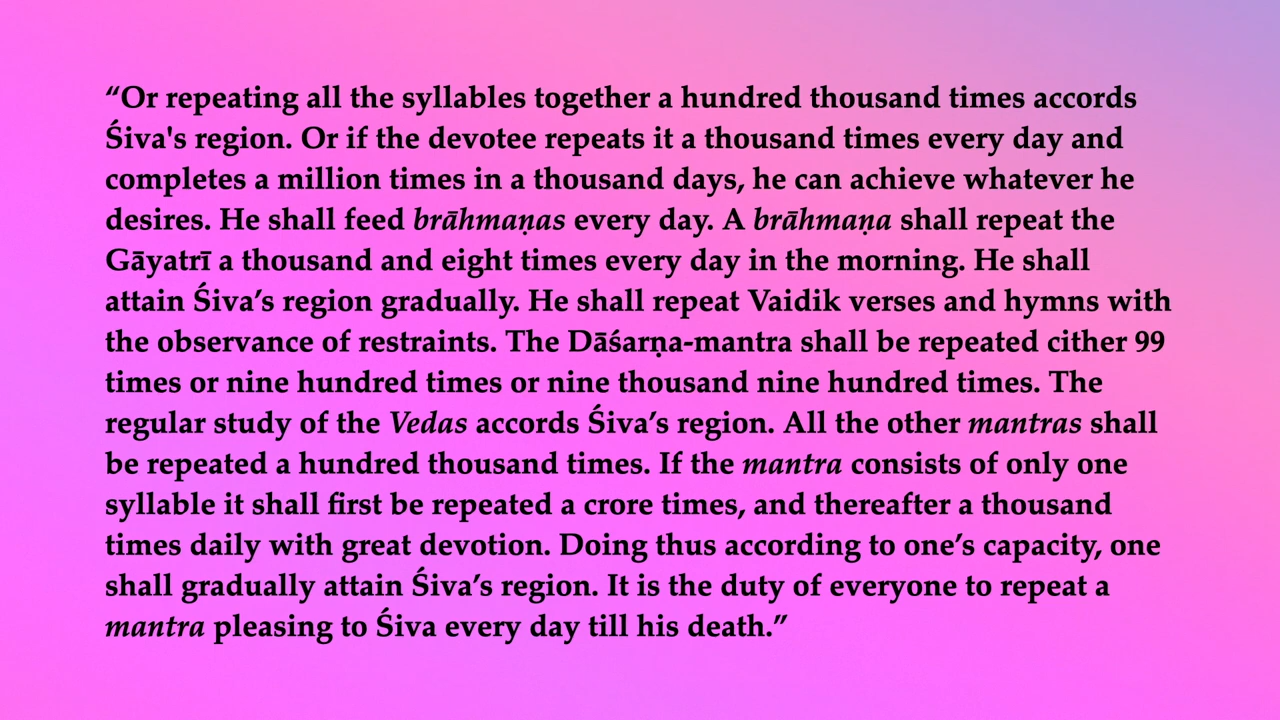 “Or repeating all the syllables together a hundred thousand times accords
Śiva's region. Or if the devotee repeats it a thousand times every day and
completes a million times in a thousand days, he can achieve whatever he
desires. He shall feed brāhmaṇas every day. A brāhmaṇa shall repeat the
Gāyatrī a thousand and eight times every day in the morning. He shall
attain Śiva’s region gradually. He shall repeat Vaidik verses and hymns with
the observance of restraints. The Dāśarṇa-mantra shall be repeated cither 99
times or nine hundred times or nine thousand nine hundred times. The
regular study of the Vedas accords Śiva’s region. All the other mantras shall
be repeated a hundred thousand times. If the mantra consists of only one
syllable it shall first be repeated a crore times, and thereafter a thousand
times daily with great devotion. Doing thus according to one’s capacity, one
shall gradually attain Śiva’s region. It is the duty of everyone to repeat a
mantra pleasing to Śiva every day till his death.”